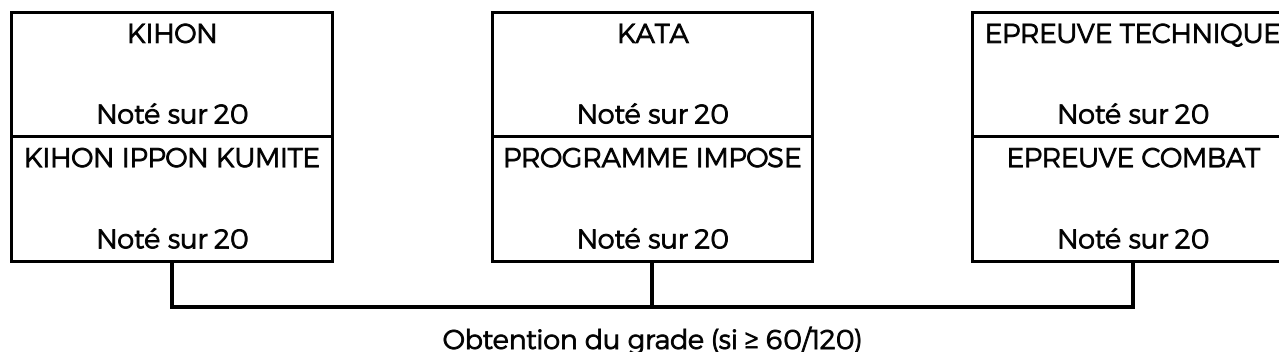 KIHON
Noté sur 20
KIHON IPPON KUMITE
Noté sur 20
KATA
Noté sur 20
PROGRAMME IMPOSE
Noté sur 20
EPREUVE TECHNIQUE
Noté sur 20
EPREUVE COMBAT
Noté sur 20
Obtention du grade (si ≥ 60/120)